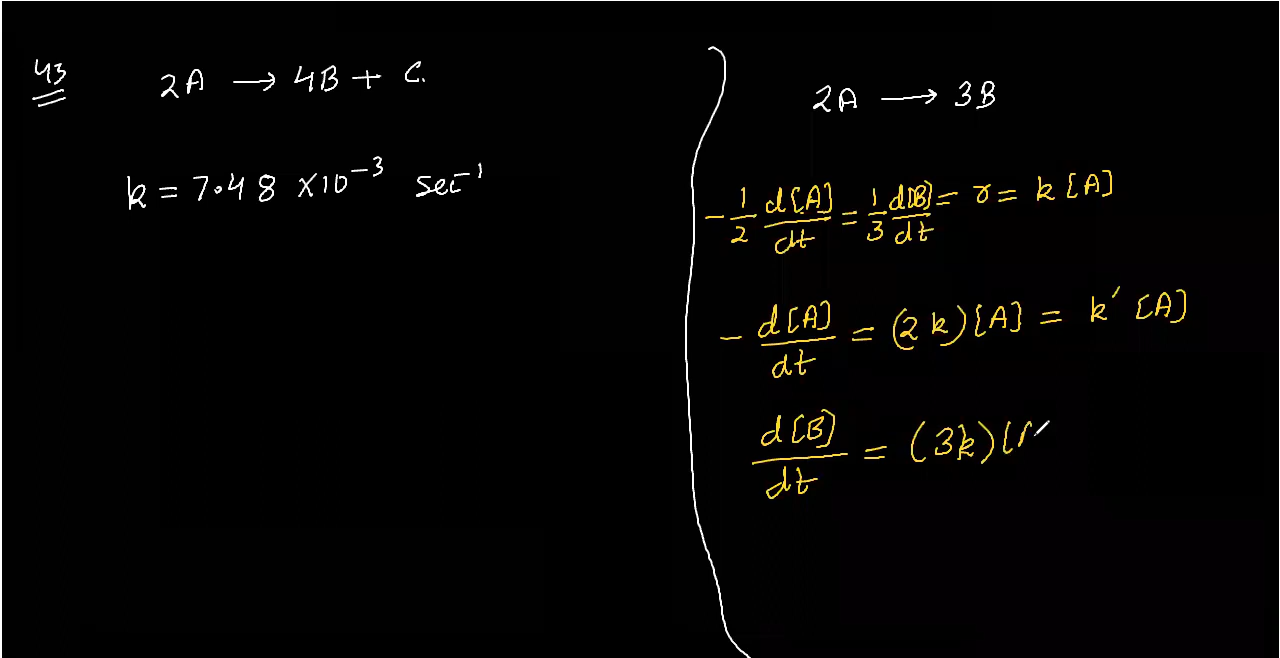 43 2A → 4B + C.
k = 7.48 ×10⁻³ sec⁻¹
2A → 3B
-1/2 d[A]/dt = 1/3 d[B]/dt = r = k [A]
- d[A]/dt = (2k)[A] = k′ [A]
d[B]/dt = (3k)[